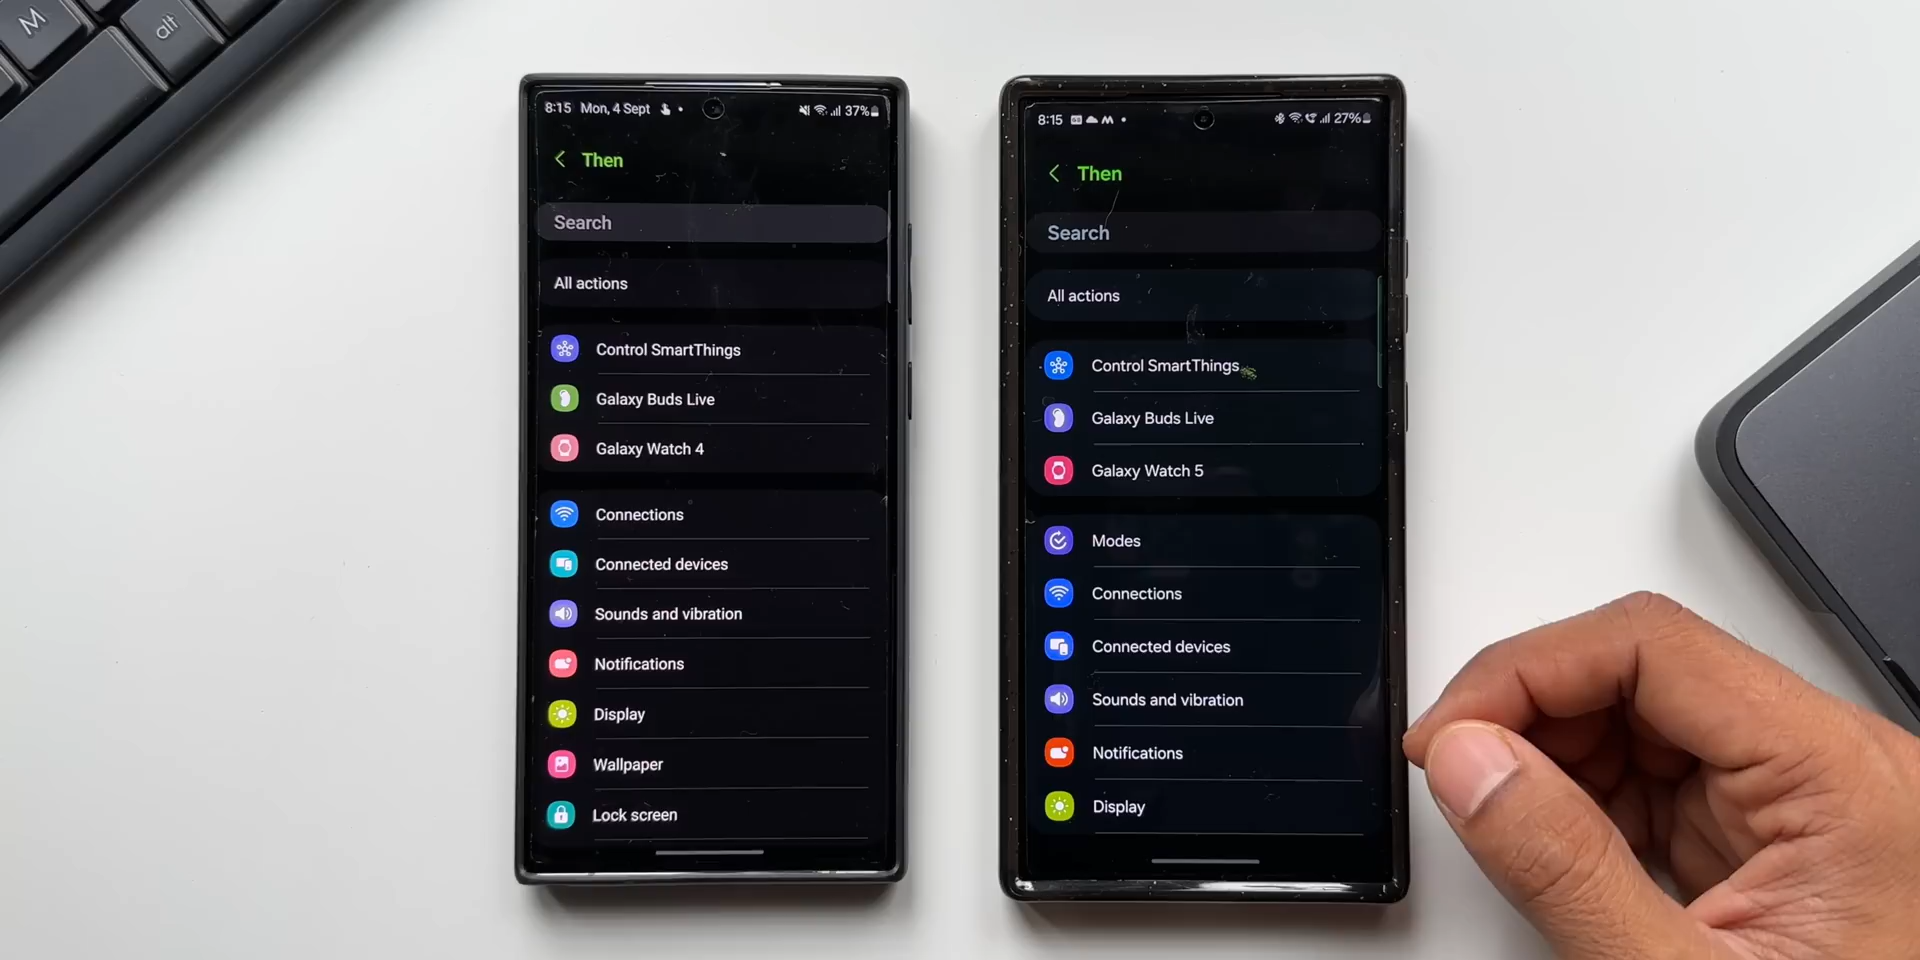 M
alt
8:15 Mon, 4 Sept
37%
Then
Search
All actions
Control SmartThings
Galaxy Buds Live
Galaxy Watch 4
Connections
Connected devices
Sounds and vibration
Notifications
Display
Wallpaper
Lock screen
8:15
27%
Then
Search
All actions
Control SmartThings
Galaxy Buds Live
Galaxy Watch 5
Modes
Connections
Connected devices
Sounds and vibration
Notifications
Display